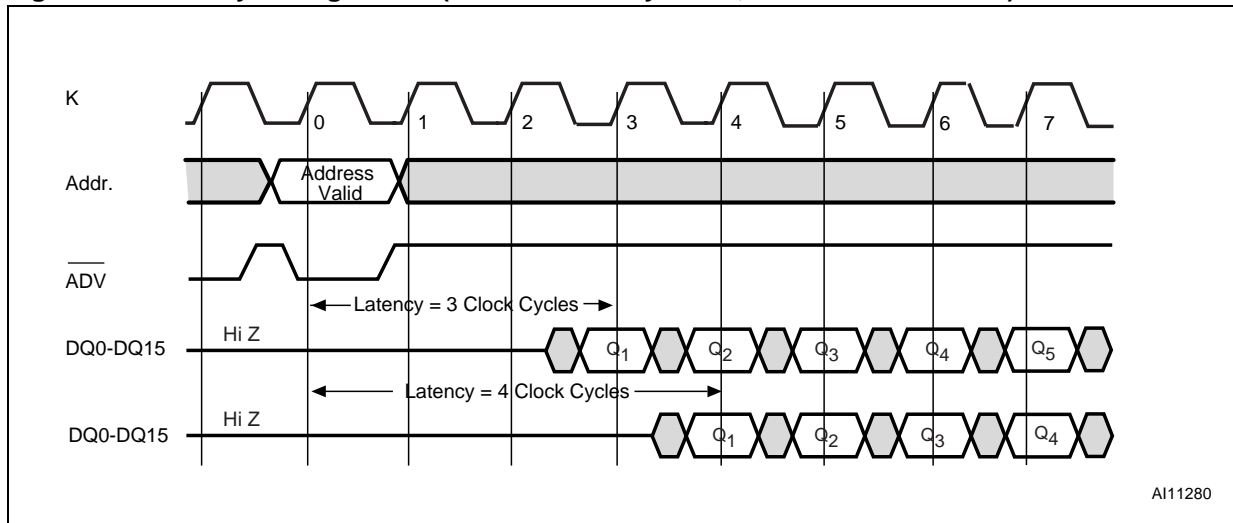 K
0 1 2 3 4 5 6 7
Addr.
Address
Valid
ADV
Latency = 3 Clock Cycles
DQ0-DQ15
Hi Z
Q1 Q2 Q3 Q4 Q5
Latency = 4 Clock Cycles
DQ0-DQ15
Hi Z
Q1 Q2 Q3 Q4
AI11280